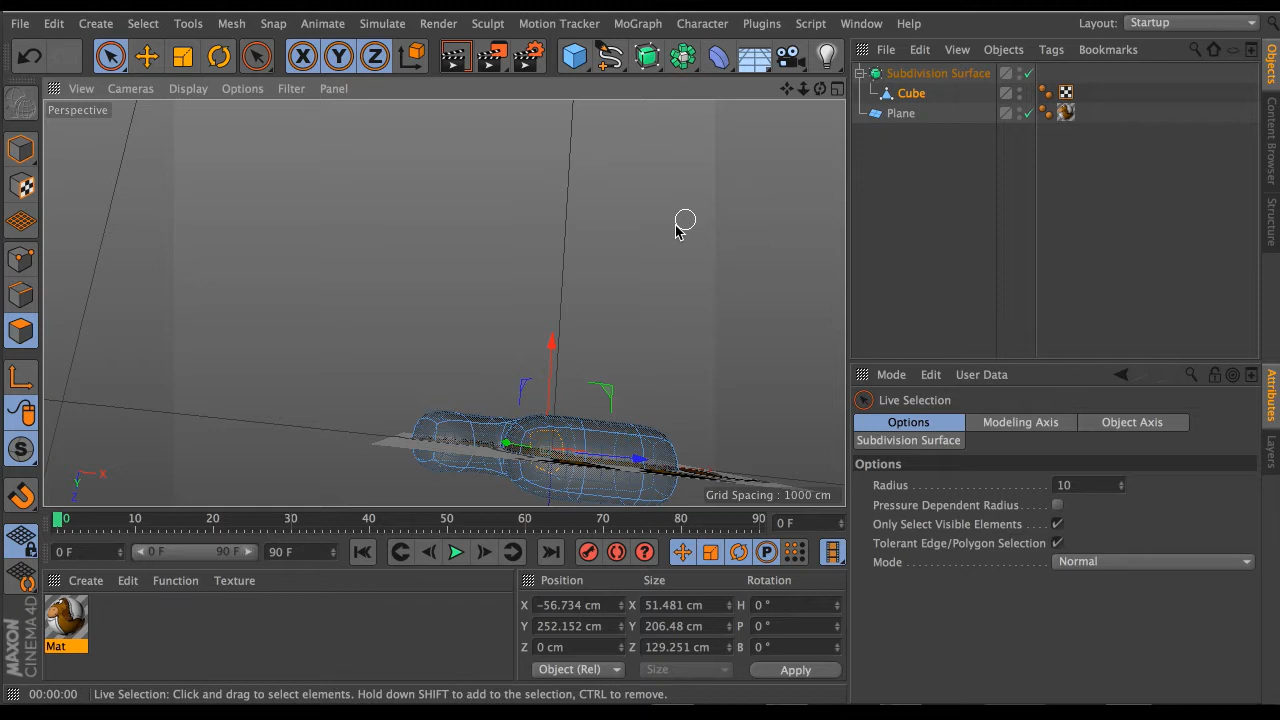 File Edit Create Select Tools Mesh Snap Animate Simulate Render Sculpt Motion Tracker MoGraph Character Plugins Script Window Help Layout: Startup
X Y Z
File Edit View Objects Tags Bookmarks
Subdivision Surface
Cube
Plane
View Cameras Display Options Filter Panel
Perspective
X
Y
Z
Grid Spacing : 1000 cm
Mode Edit User Data
Live Selection
Options Modeling Axis Object Axis
Subdivision Surface
Options
Radius 10
Pressure Dependent Radius
Only Select Visible Elements
Tolerant Edge/Polygon Selection
Mode Normal
Objects
Content Browser
Structure
Attributes
S
0 10 20 30 40 50 60 70 80 90 0 F
0 F 0 F 90 F 90 F
P
Create Edit Function Texture
Mat
Position Size Rotation
X -56.734 cm X 51.481 cm H 0 °
Y 252.152 cm Y 206.48 cm P 0 °
Z 0 cm Z 129.251 cm B 0 °
Object (Rel) Size Apply
MAXON
CINEMA 4D
00:00:00 Live Selection: Click and drag to select elements. Hold down SHIFT to add to the selection, CTRL to remove.